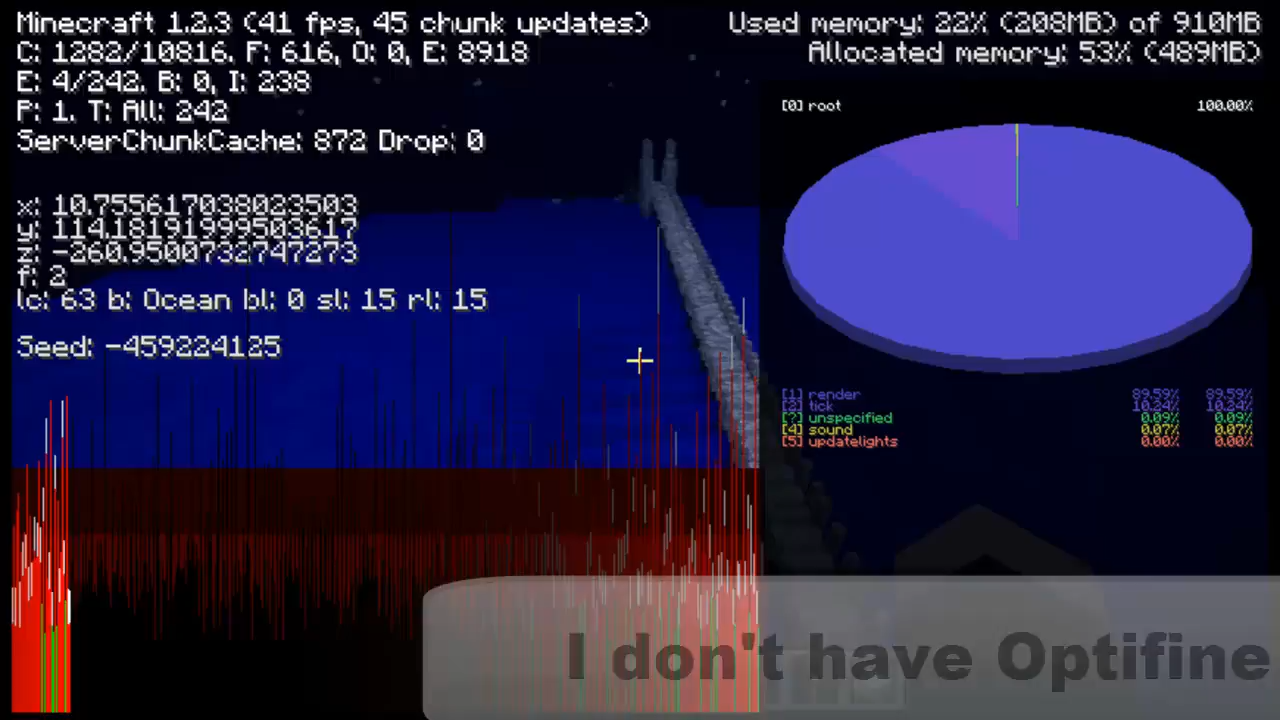 Minecraft 1.2.3 (41 fps, 45 chunk updates)
C: 1282/10816. F: 616, O: 0, E: 8918
E: 4/242. B: 0, I: 238
P: 1. T: All: 242
ServerChunkCache: 872 Drop: 0
x: 10.755617038023503
y: 114.18191999503617
z: -260.9500732747273
f: 2
lc: 63 b: Ocean bl: 0 sl: 15 rl: 15
Seed: -459224125
Used memory: 22% (208MB) of 910MB
Allocated memory: 53% (489MB)
[0] root 100.00%
[1] render 89.59% 89.59%
[2] tick 10.24% 10.24%
[?] unspecified 0.09% 0.09%
[4] sound 0.07% 0.07%
[5] updatelights 0.00% 0.00%
I don't have Optifine